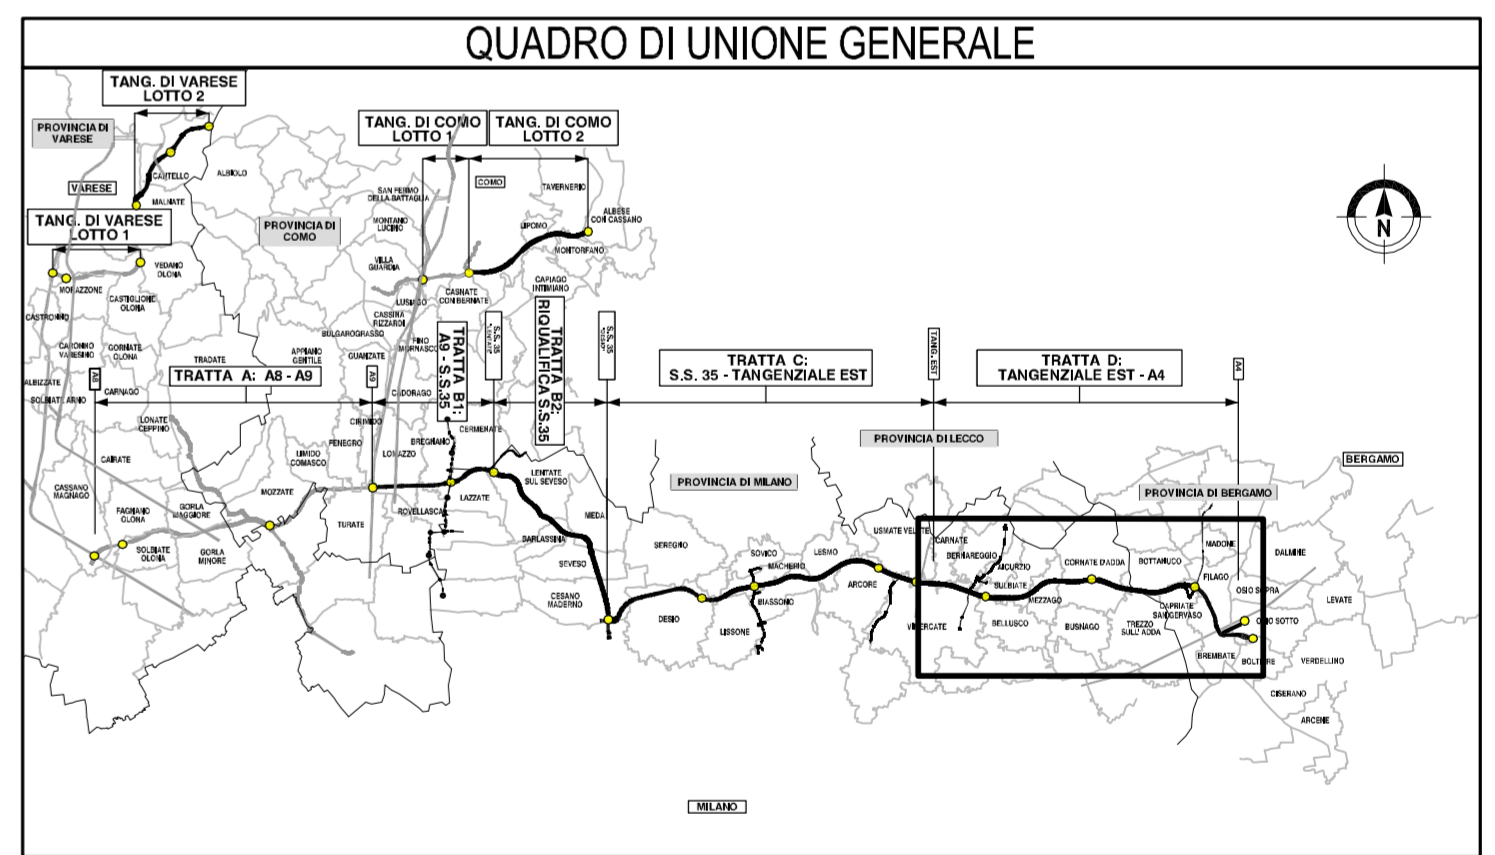 QUADRO DI UNIONE GENERALE
TANG. DI VARESE
LOTTO 2
PROVINCIA DI
VARESE
VARESE
CANTELLO
MALNATE
ALBIOLO
TANG. DI VARESE
LOTTO 1
VEDANO
OLONA
MORAZZONE
CASTIGLIONE
OLONA
CASTRONNO
CARONNO
VARESINO
GORNATE
OLONA
ALBIZZATE
SOLBIATE ARNO
CARNAGO
TRADATE
PROVINCIA DI
COMO
TANG. DI COMO
LOTTO 1
TANG. DI COMO
LOTTO 2
COMO
TAVERNERIO
SAN FERMO
DELLA BATTAGLIA
MONTANO
LUCINO
VILLA
GUARDIA
LIPOMO
ALBESE
CON CASSANO
MONTORFANO
CAPIAGO
INTIMIANO
CASNATE
CON BERNATE
LUISAGO
CASSINA
RIZZARDI
BULGAROGRASSO
FINO
MORNASCO
APPIANO
GENTILE
GUANZATE
CADORAGO
N
A8
TRATTA A: A8 - A9
A9
TRATTA B1:
A9 - S.S.35
S.S. 35
"LENTATE"
TRATTA B2:
RIQUALIFICA S.S.35
S.S. 35
"DESIO"
TRATTA C:
S.S. 35 - TANGENZIALE EST
TANG. EST
TRATTA D:
TANGENZIALE EST - A4
A4
LONATE
CEPPINO
CAIRATE
CIRIMIDO
FENEGRO
LIMIDO
COMASCO
LOMAZZO
BREGNANO
CERMENATE
LENTATE
SUL SEVESO
CASSANO
MAGNAGO
FAGNANO
OLONA
GORLA
MAGGIORE
MOZZATE
TURATE
ROVELLASCA
LAZZATE
SOLBIATE
OLONA
GORLA
MINORE
MEDA
BARLASSINA
SEVESO
CESANO
MADERNO
PROVINCIA DI MILANO
PROVINCIA DI LECCO
PROVINCIA DI BERGAMO
BERGAMO
SEREGNO
DESIO
LISSONE
SOVICO
MACHERIO
BIASSONO
LESMO
ARCORE
USMATE VELATE
CARNATE
BERNAREGGIO
AICURZIO
SULBIATE
MEZZAGO
VIMERCATE
BELLUSCO
BUSNAGO
CORNATE D'ADDA
TREZZO
SULL' ADDA
BOTTANUCO
CAPRIATE
SAN GERVASO
MADONE
FILAGO
BREMBATE
DALMINE
OSIO SOPRA
OSIO SOTTO
LEVATE
BOLTIERE
VERDELLINO
CISERANO
ARCENE
MILANO